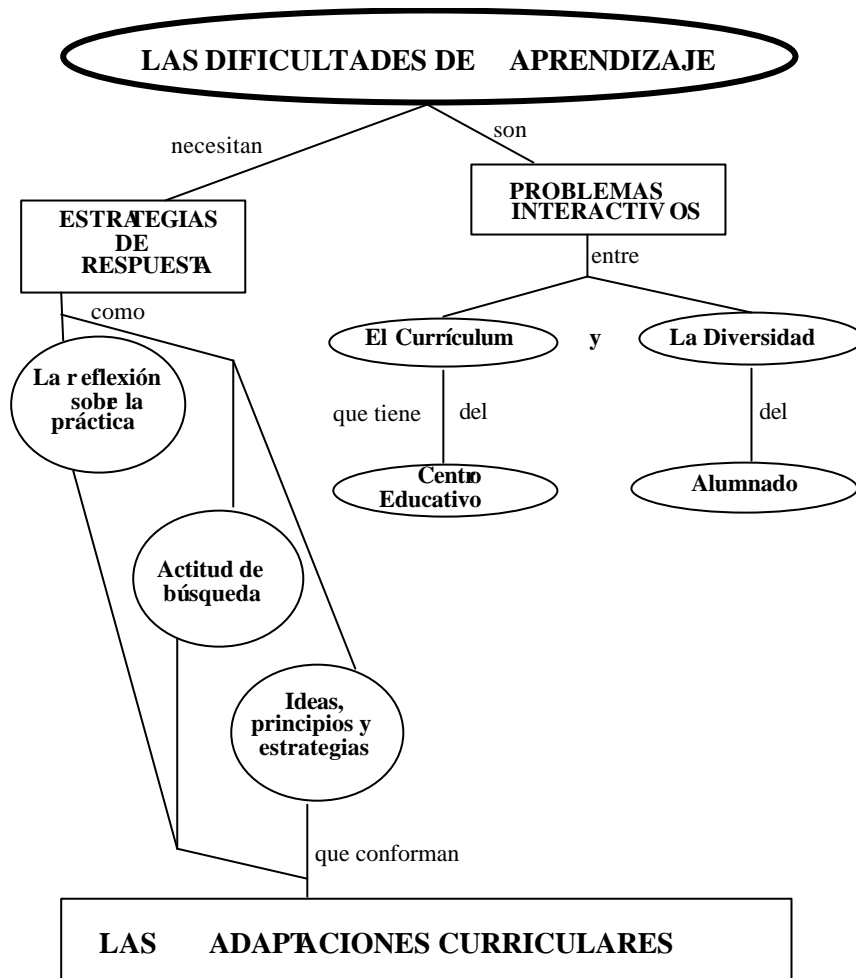 LAS DIFICULTADES DE APRENDIZAJE
necesitan
son
ESTRATEGIAS
DE
RESPUESTA
PROBLEMAS
INTERACTIVOS
como
entre
La reflexión
sobre la
práctica
El Currículum
y
La Diversidad
que tiene
del
del
Centro
Educativo
Alumnado
Actitud de
búsqueda
Ideas,
principios y
estrategias
que conforman
LAS ADAPTACIONES CURRICULARES